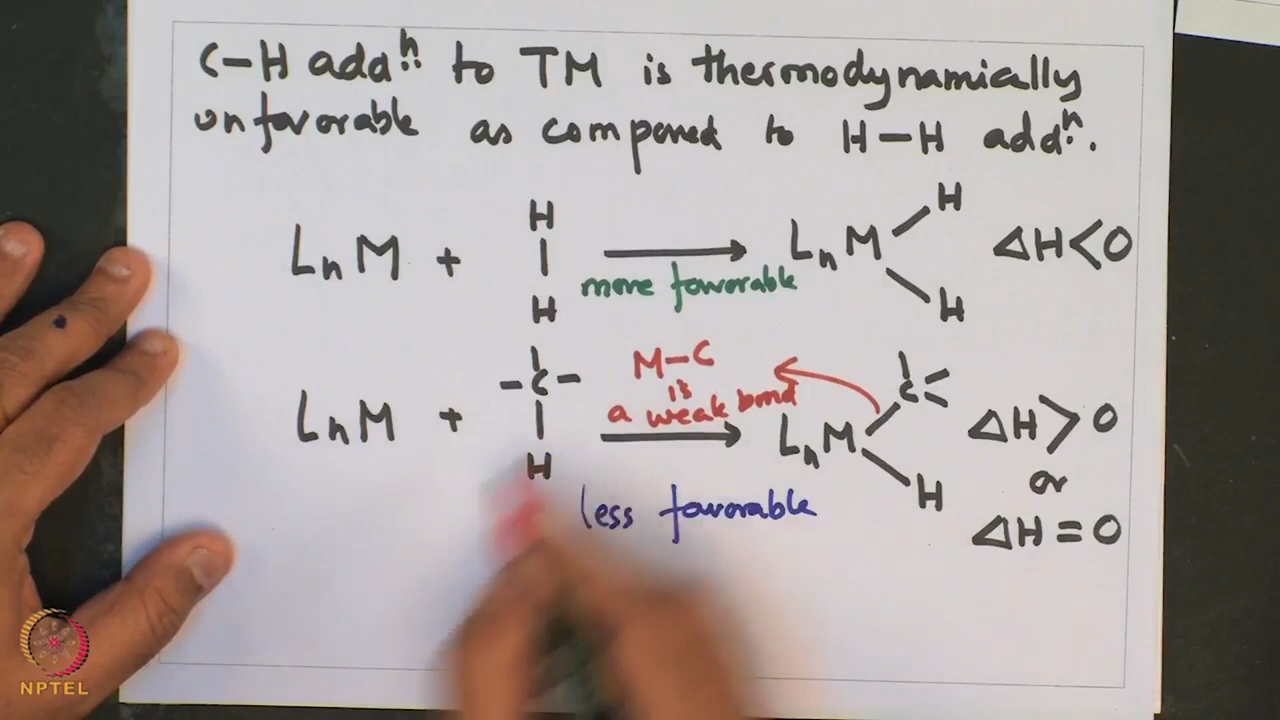 C-H addⁿ. to TM is thermodynamically
unfavorable as compared to H-H addⁿ.
LnM + H-H → LnM H H ΔH<0
more favorable
M-C
is
a weak bond
LnM + -C- H → LnM C H ΔH>0
or
ΔH=0
less favorable
NPTEL